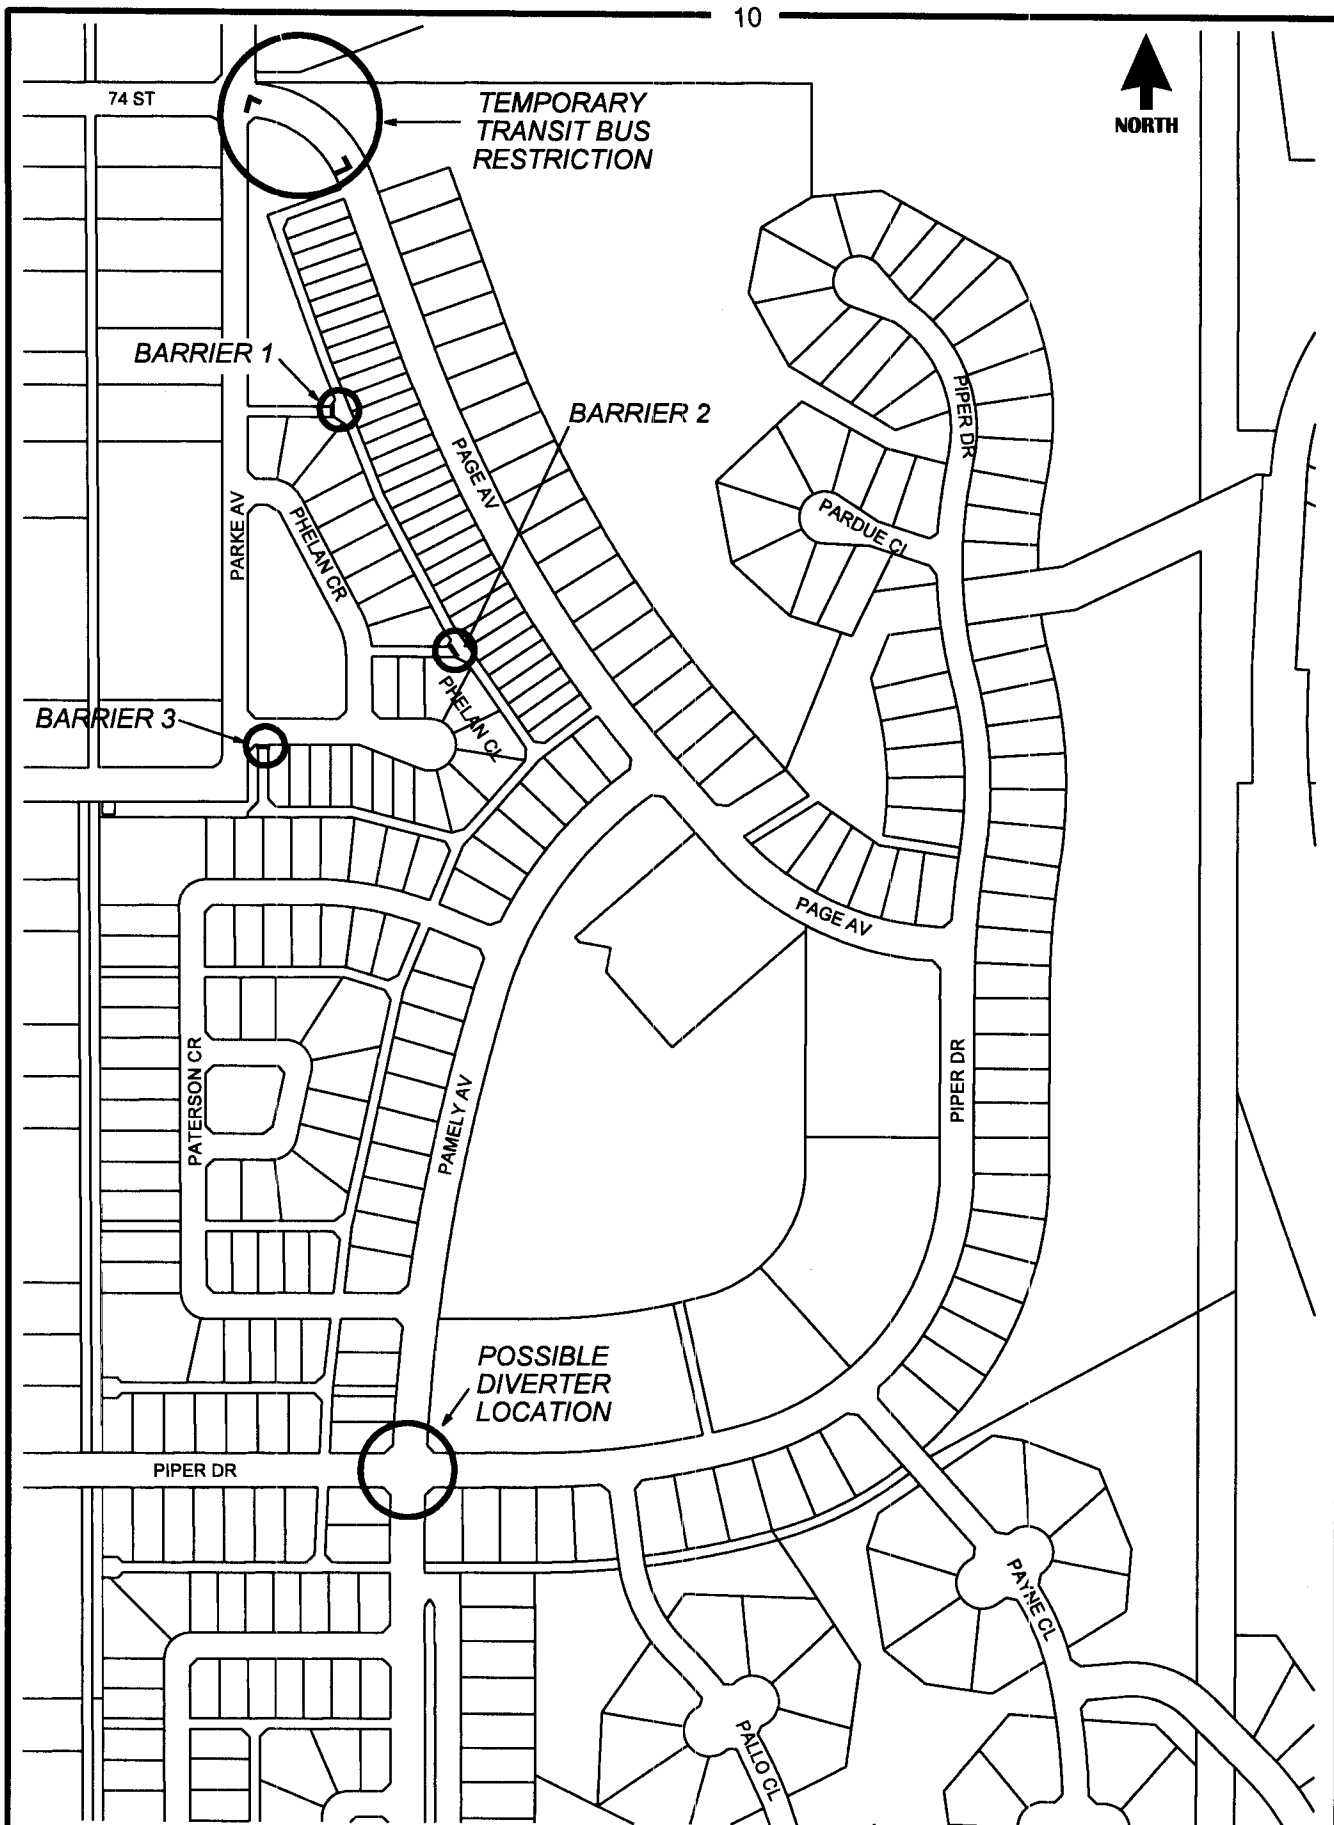 10
74 ST
TEMPORARY
TRANSIT BUS
RESTRICTION
NORTH
BARRIER 1
BARRIER 2
PIPER DR
PAGE AV
PARKE AV
PHELAN CR
PARDUE CL
PHELAN CL
BARRIER 3
PAGE AV
PATERSON CR
PAMELY AV
PIPER DR
POSSIBLE
DIVERTER
LOCATION
PIPER DR
PAYNE CL
PALLO CL